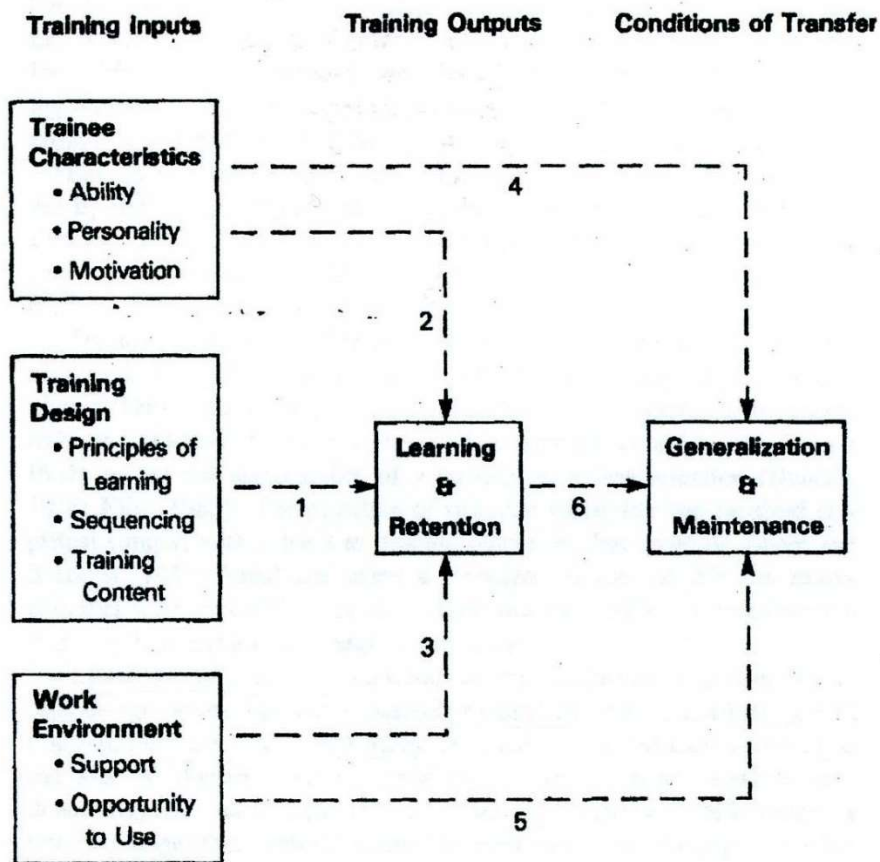 Training Inputs
Training Outputs
Conditions of Transfer
Trainee
Characteristics
• Ability
• Personality
• Motivation
4
2
Training
Design
• Principles of
Learning
• Sequencing
• Training
Content
1
Learning
&
Retention
6
Generalization
&
Maintenance
3
Work
Environment
• Support
• Opportunity
to Use
5